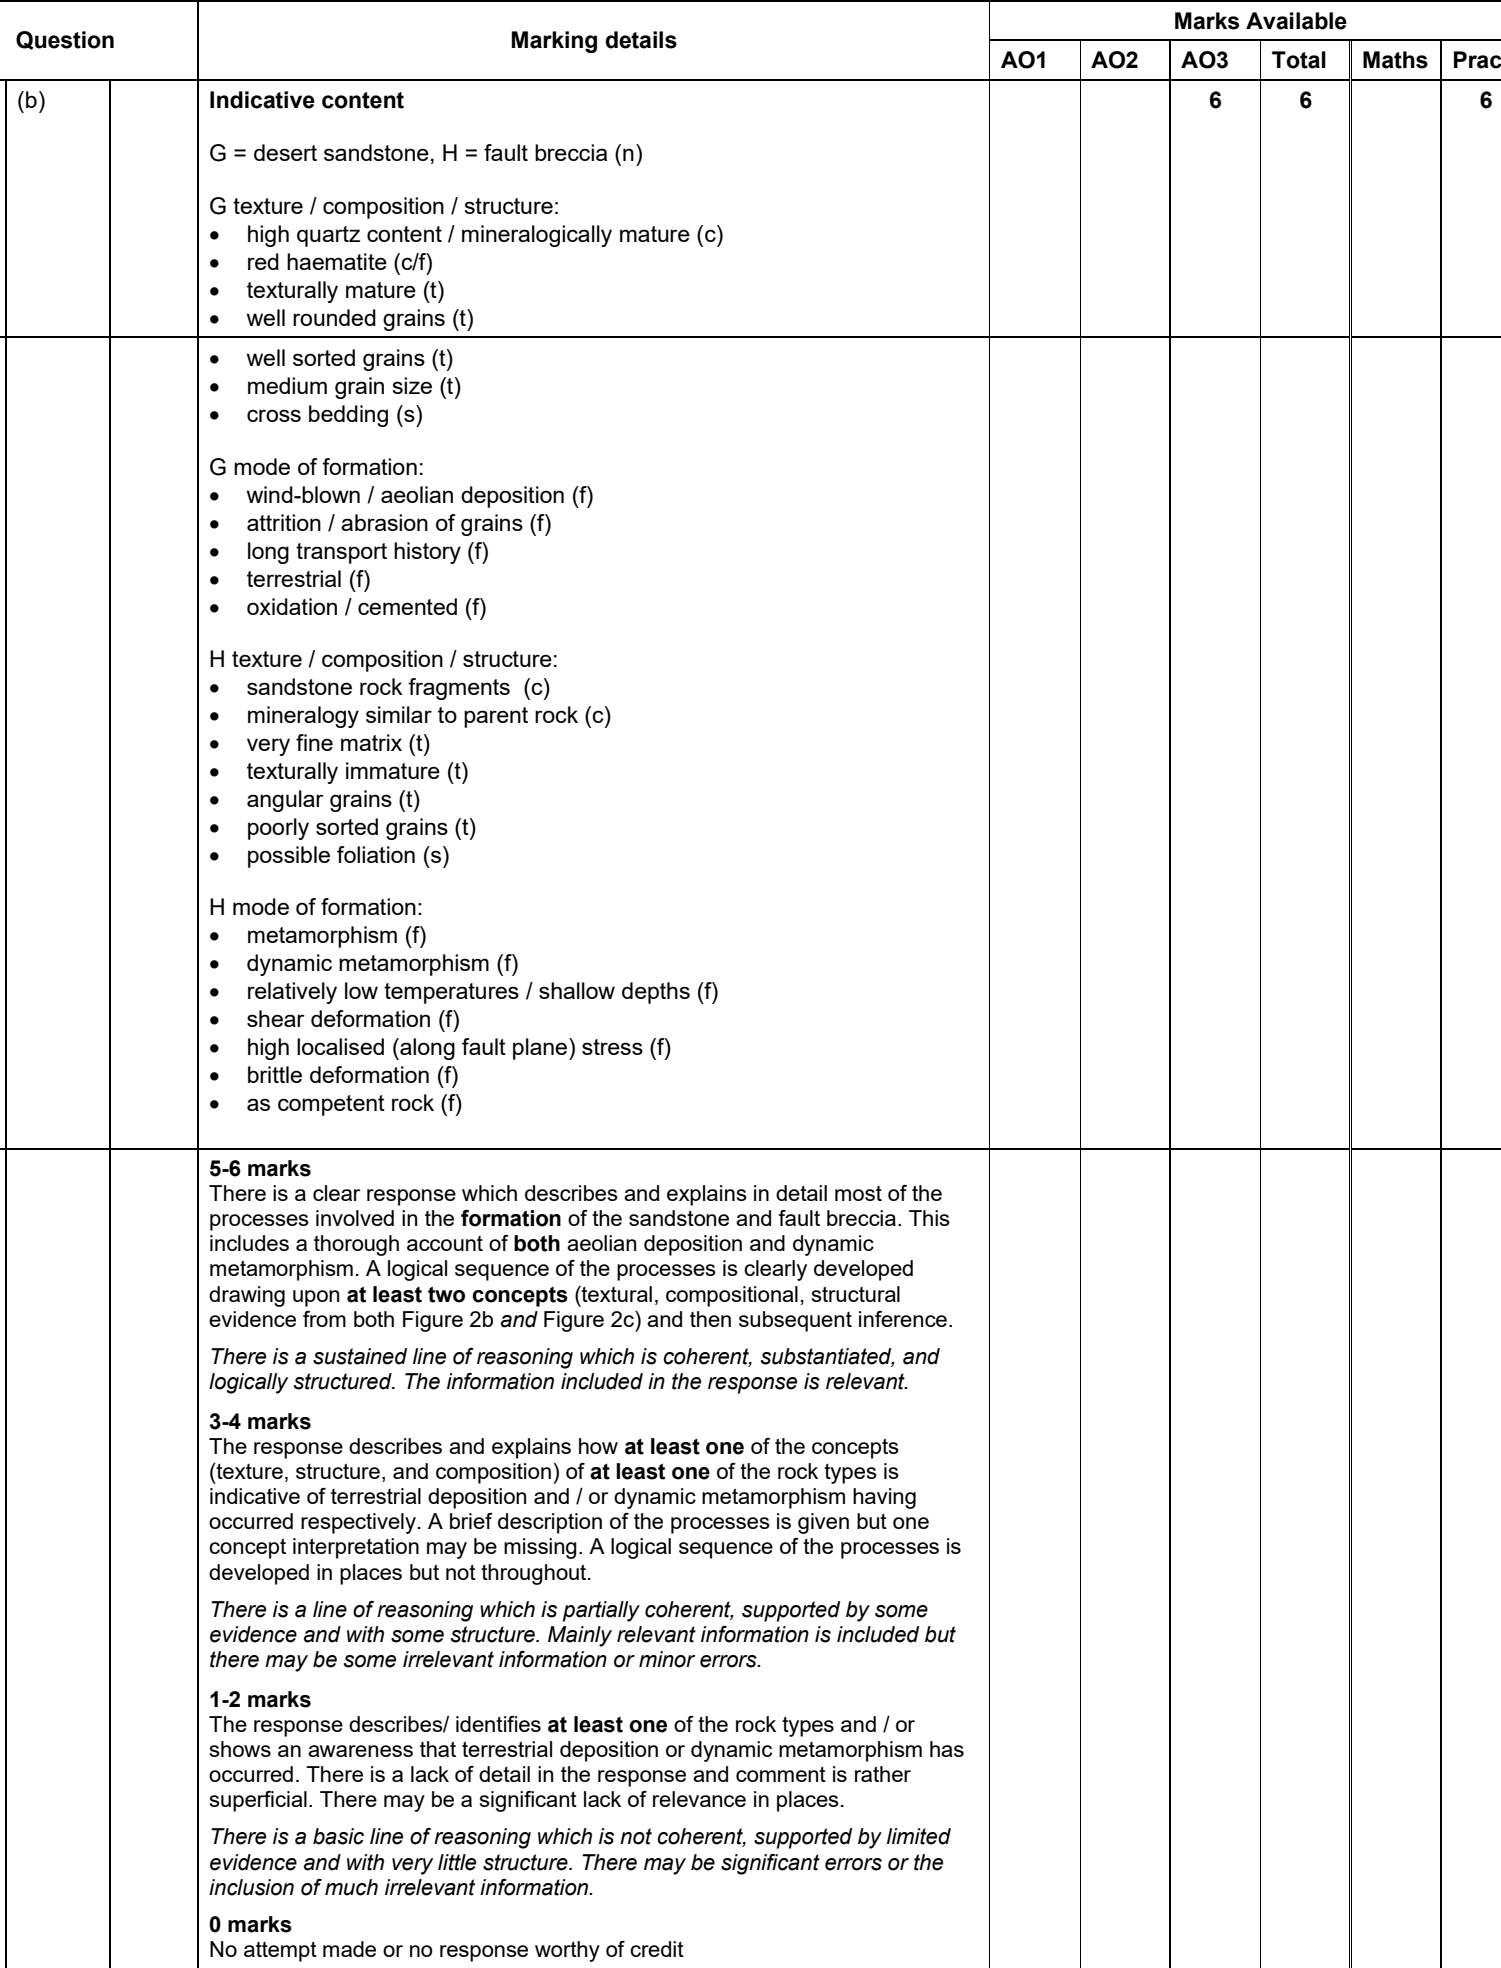 Question
Marking details
Marks Available
AO1 AO2 AO3 Total Maths Prac
(b)
Indicative content
6 6 6
G = desert sandstone, H = fault breccia (n)
G texture / composition / structure:
• high quartz content / mineralogically mature (c)
• red haematite (c/f)
• texturally mature (t)
• well rounded grains (t)
• well sorted grains (t)
• medium grain size (t)
• cross bedding (s)
G mode of formation:
• wind-blown / aeolian deposition (f)
• attrition / abrasion of grains (f)
• long transport history (f)
• terrestrial (f)
• oxidation / cemented (f)
H texture / composition / structure:
• sandstone rock fragments (c)
• mineralogy similar to parent rock (c)
• very fine matrix (t)
• texturally immature (t)
• angular grains (t)
• poorly sorted grains (t)
• possible foliation (s)
H mode of formation:
• metamorphism (f)
• dynamic metamorphism (f)
• relatively low temperatures / shallow depths (f)
• shear deformation (f)
• high localised (along fault plane) stress (f)
• brittle deformation (f)
• as competent rock (f)
5-6 marks
There is a clear response which describes and explains in detail most of the
processes involved in the formation of the sandstone and fault breccia. This
includes a thorough account of both aeolian deposition and dynamic
metamorphism. A logical sequence of the processes is clearly developed
drawing upon at least two concepts (textural, compositional, structural
evidence from both Figure 2b and Figure 2c) and then subsequent inference.
There is a sustained line of reasoning which is coherent, substantiated, and
logically structured. The information included in the response is relevant.
3-4 marks
The response describes and explains how at least one of the concepts
(texture, structure, and composition) of at least one of the rock types is
indicative of terrestrial deposition and / or dynamic metamorphism having
occurred respectively. A brief description of the processes is given but one
concept interpretation may be missing. A logical sequence of the processes is
developed in places but not throughout.
There is a line of reasoning which is partially coherent, supported by some
evidence and with some structure. Mainly relevant information is included but
there may be some irrelevant information or minor errors.
1-2 marks
The response describes/ identifies at least one of the rock types and / or
shows an awareness that terrestrial deposition or dynamic metamorphism has
occurred. There is a lack of detail in the response and comment is rather
superficial. There may be a significant lack of relevance in places.
There is a basic line of reasoning which is not coherent, supported by limited
evidence and with very little structure. There may be significant errors or the
inclusion of much irrelevant information.
0 marks
No attempt made or no response worthy of credit